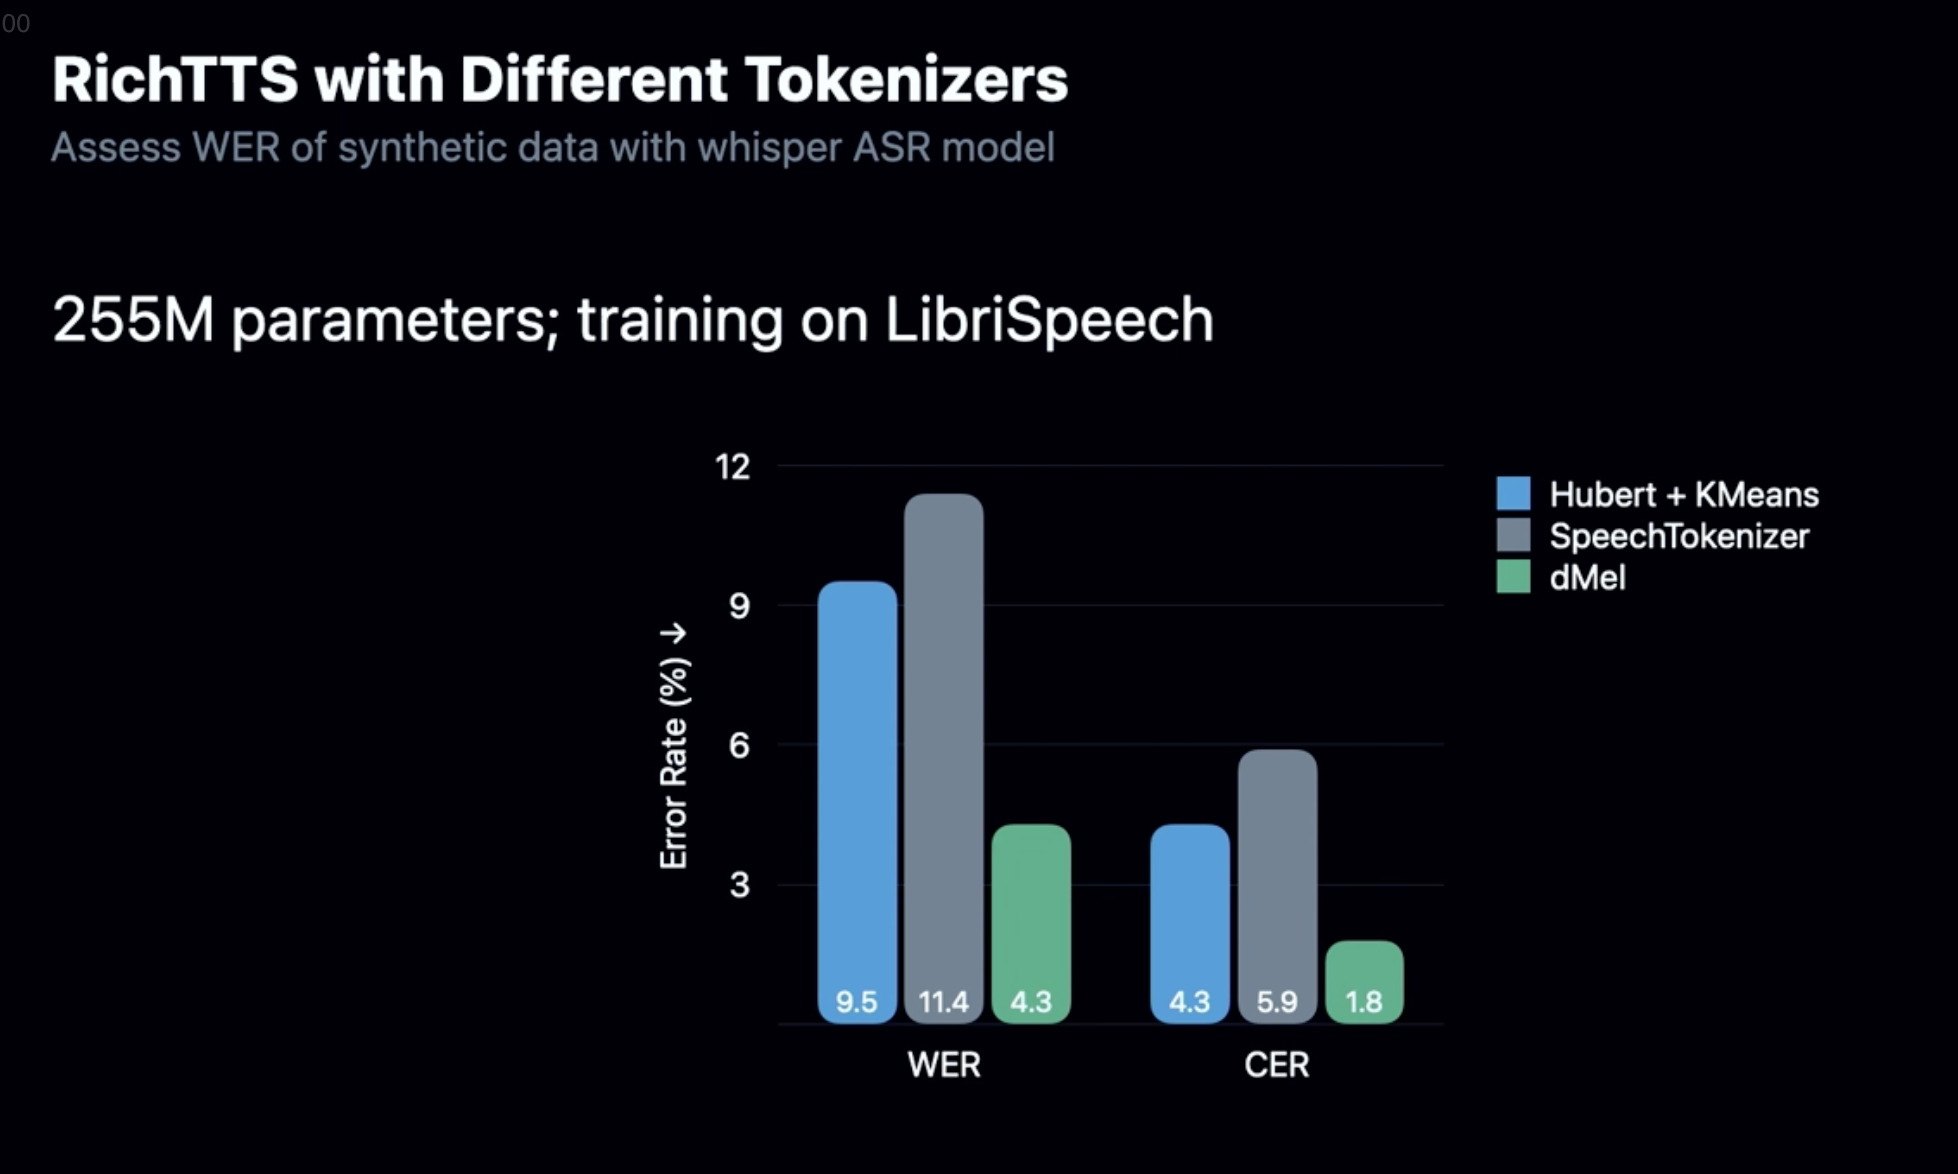 00
RichTTS with Different Tokenizers
Assess WER of synthetic data with whisper ASR model
255M parameters; training on LibriSpeech
Error Rate (%) →
12
9
6
3
9.5 11.4 4.3 4.3 5.9 1.8
WER CER
Hubert + KMeans
SpeechTokenizer
dMel